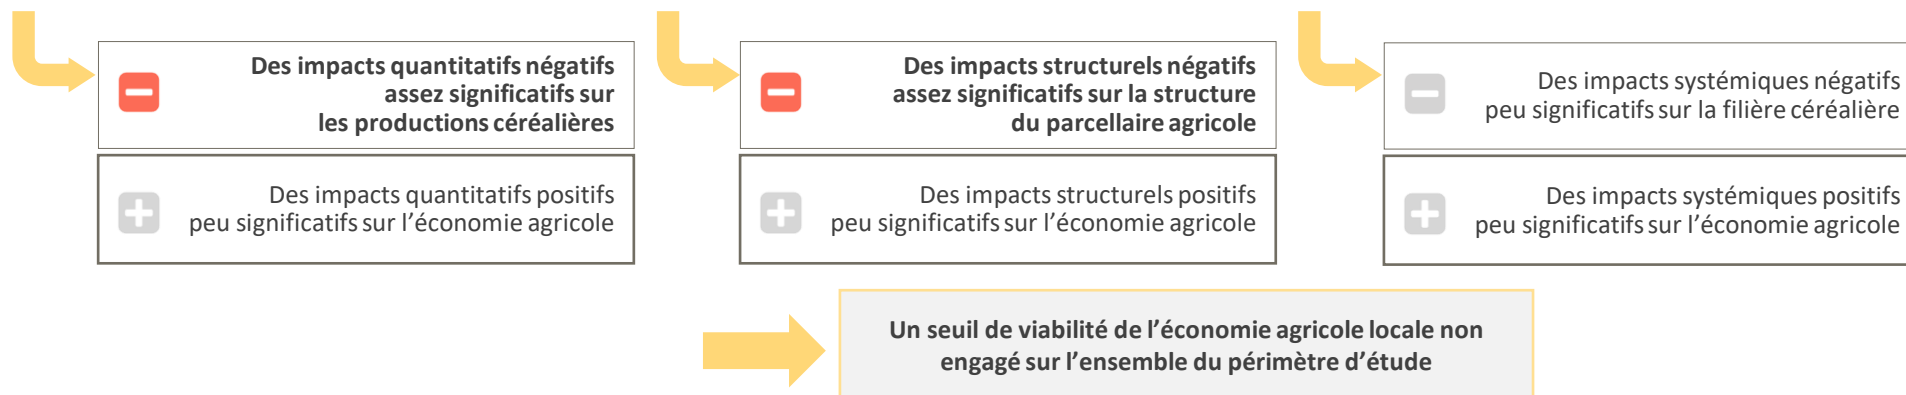 Des impacts quantitatifs négatifs
assez significatifs sur
les productions céréalières
Des impacts quantitatifs positifs
peu significatifs sur l’économie agricole
Des impacts structurels négatifs
assez significatifs sur la structure
du parcellaire agricole
Des impacts structurels positifs
peu significatifs sur l’économie agricole
Des impacts systémiques négatifs
peu significatifs sur la filière céréalière
Des impacts systémiques positifs
peu significatifs sur l’économie agricole
Un seuil de viabilité de l’économie agricole locale non
engagé sur l’ensemble du périmètre d’étude